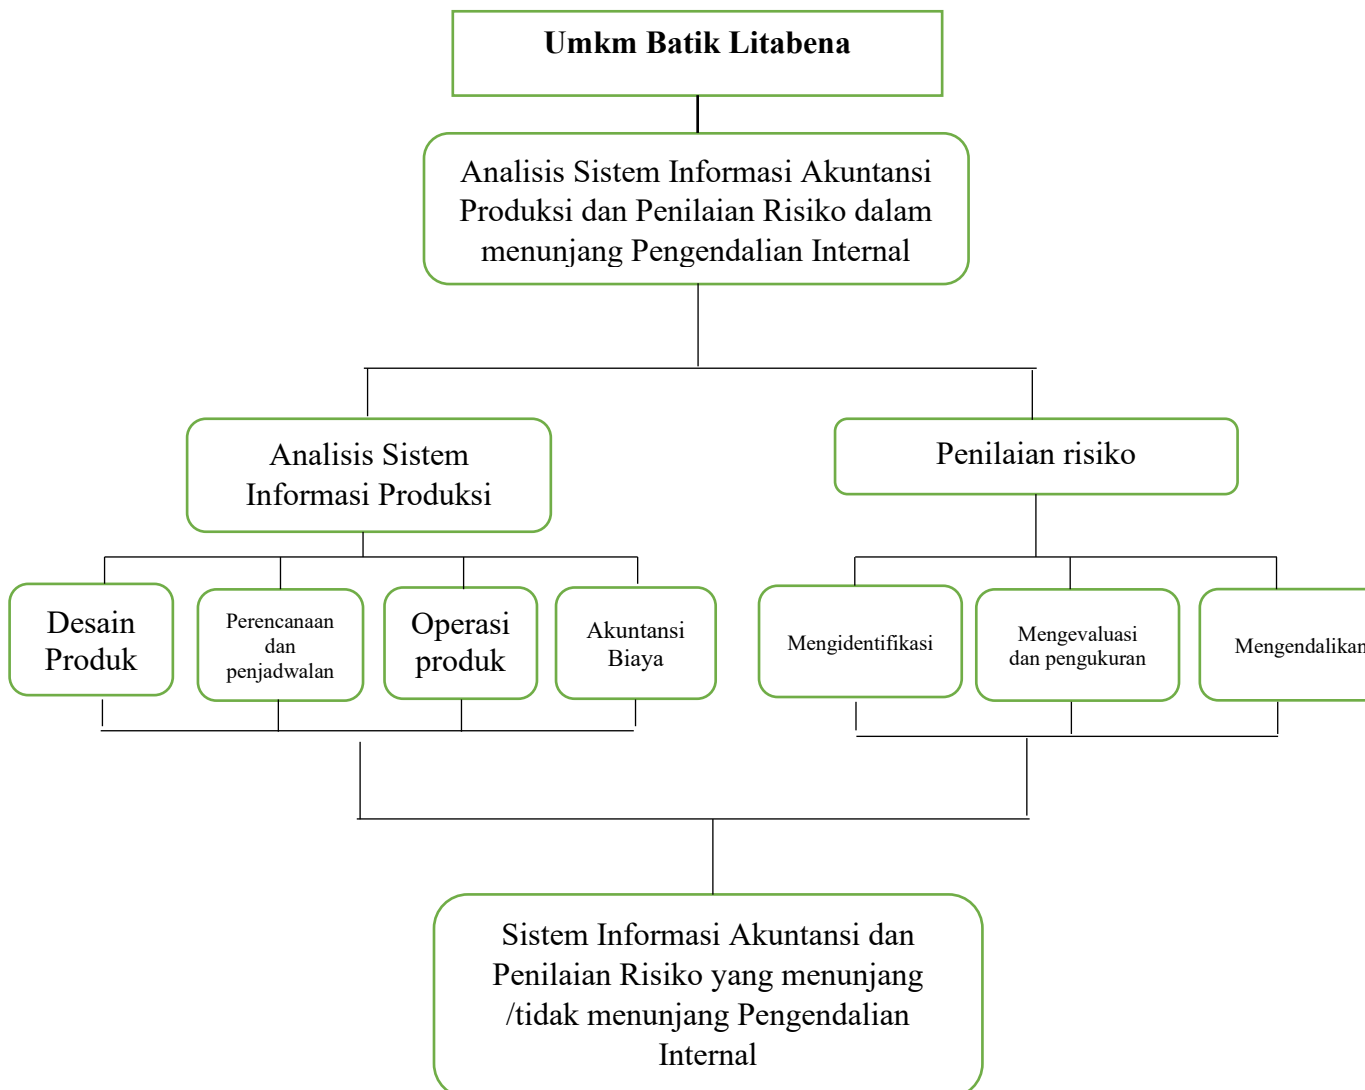 Umkm Batik Litabena
Analisis Sistem Informasi Akuntansi
Produksi dan Penilaian Risiko dalam
menunjang Pengendalian Internal
Analisis Sistem
Informasi Produksi
Penilaian risiko
Desain
Produk
Perencanaan
dan
penjadwalan
Operasi
produk
Akuntansi
Biaya
Mengidentifikasi
Mengevaluasi
dan pengukuran
Mengendalikan
Sistem Informasi Akuntansi dan
Penilaian Risiko yang menunjang
/tidak menunjang Pengendalian
Internal